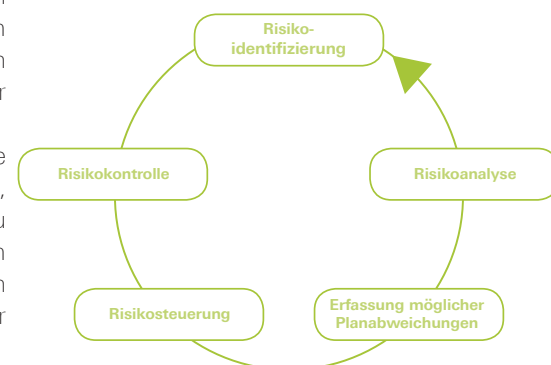 Risiko-
identifizierung
Risikoanalyse
Erfassung möglicher
Planabweichungen
Risikosteuerung
Risikokontrolle